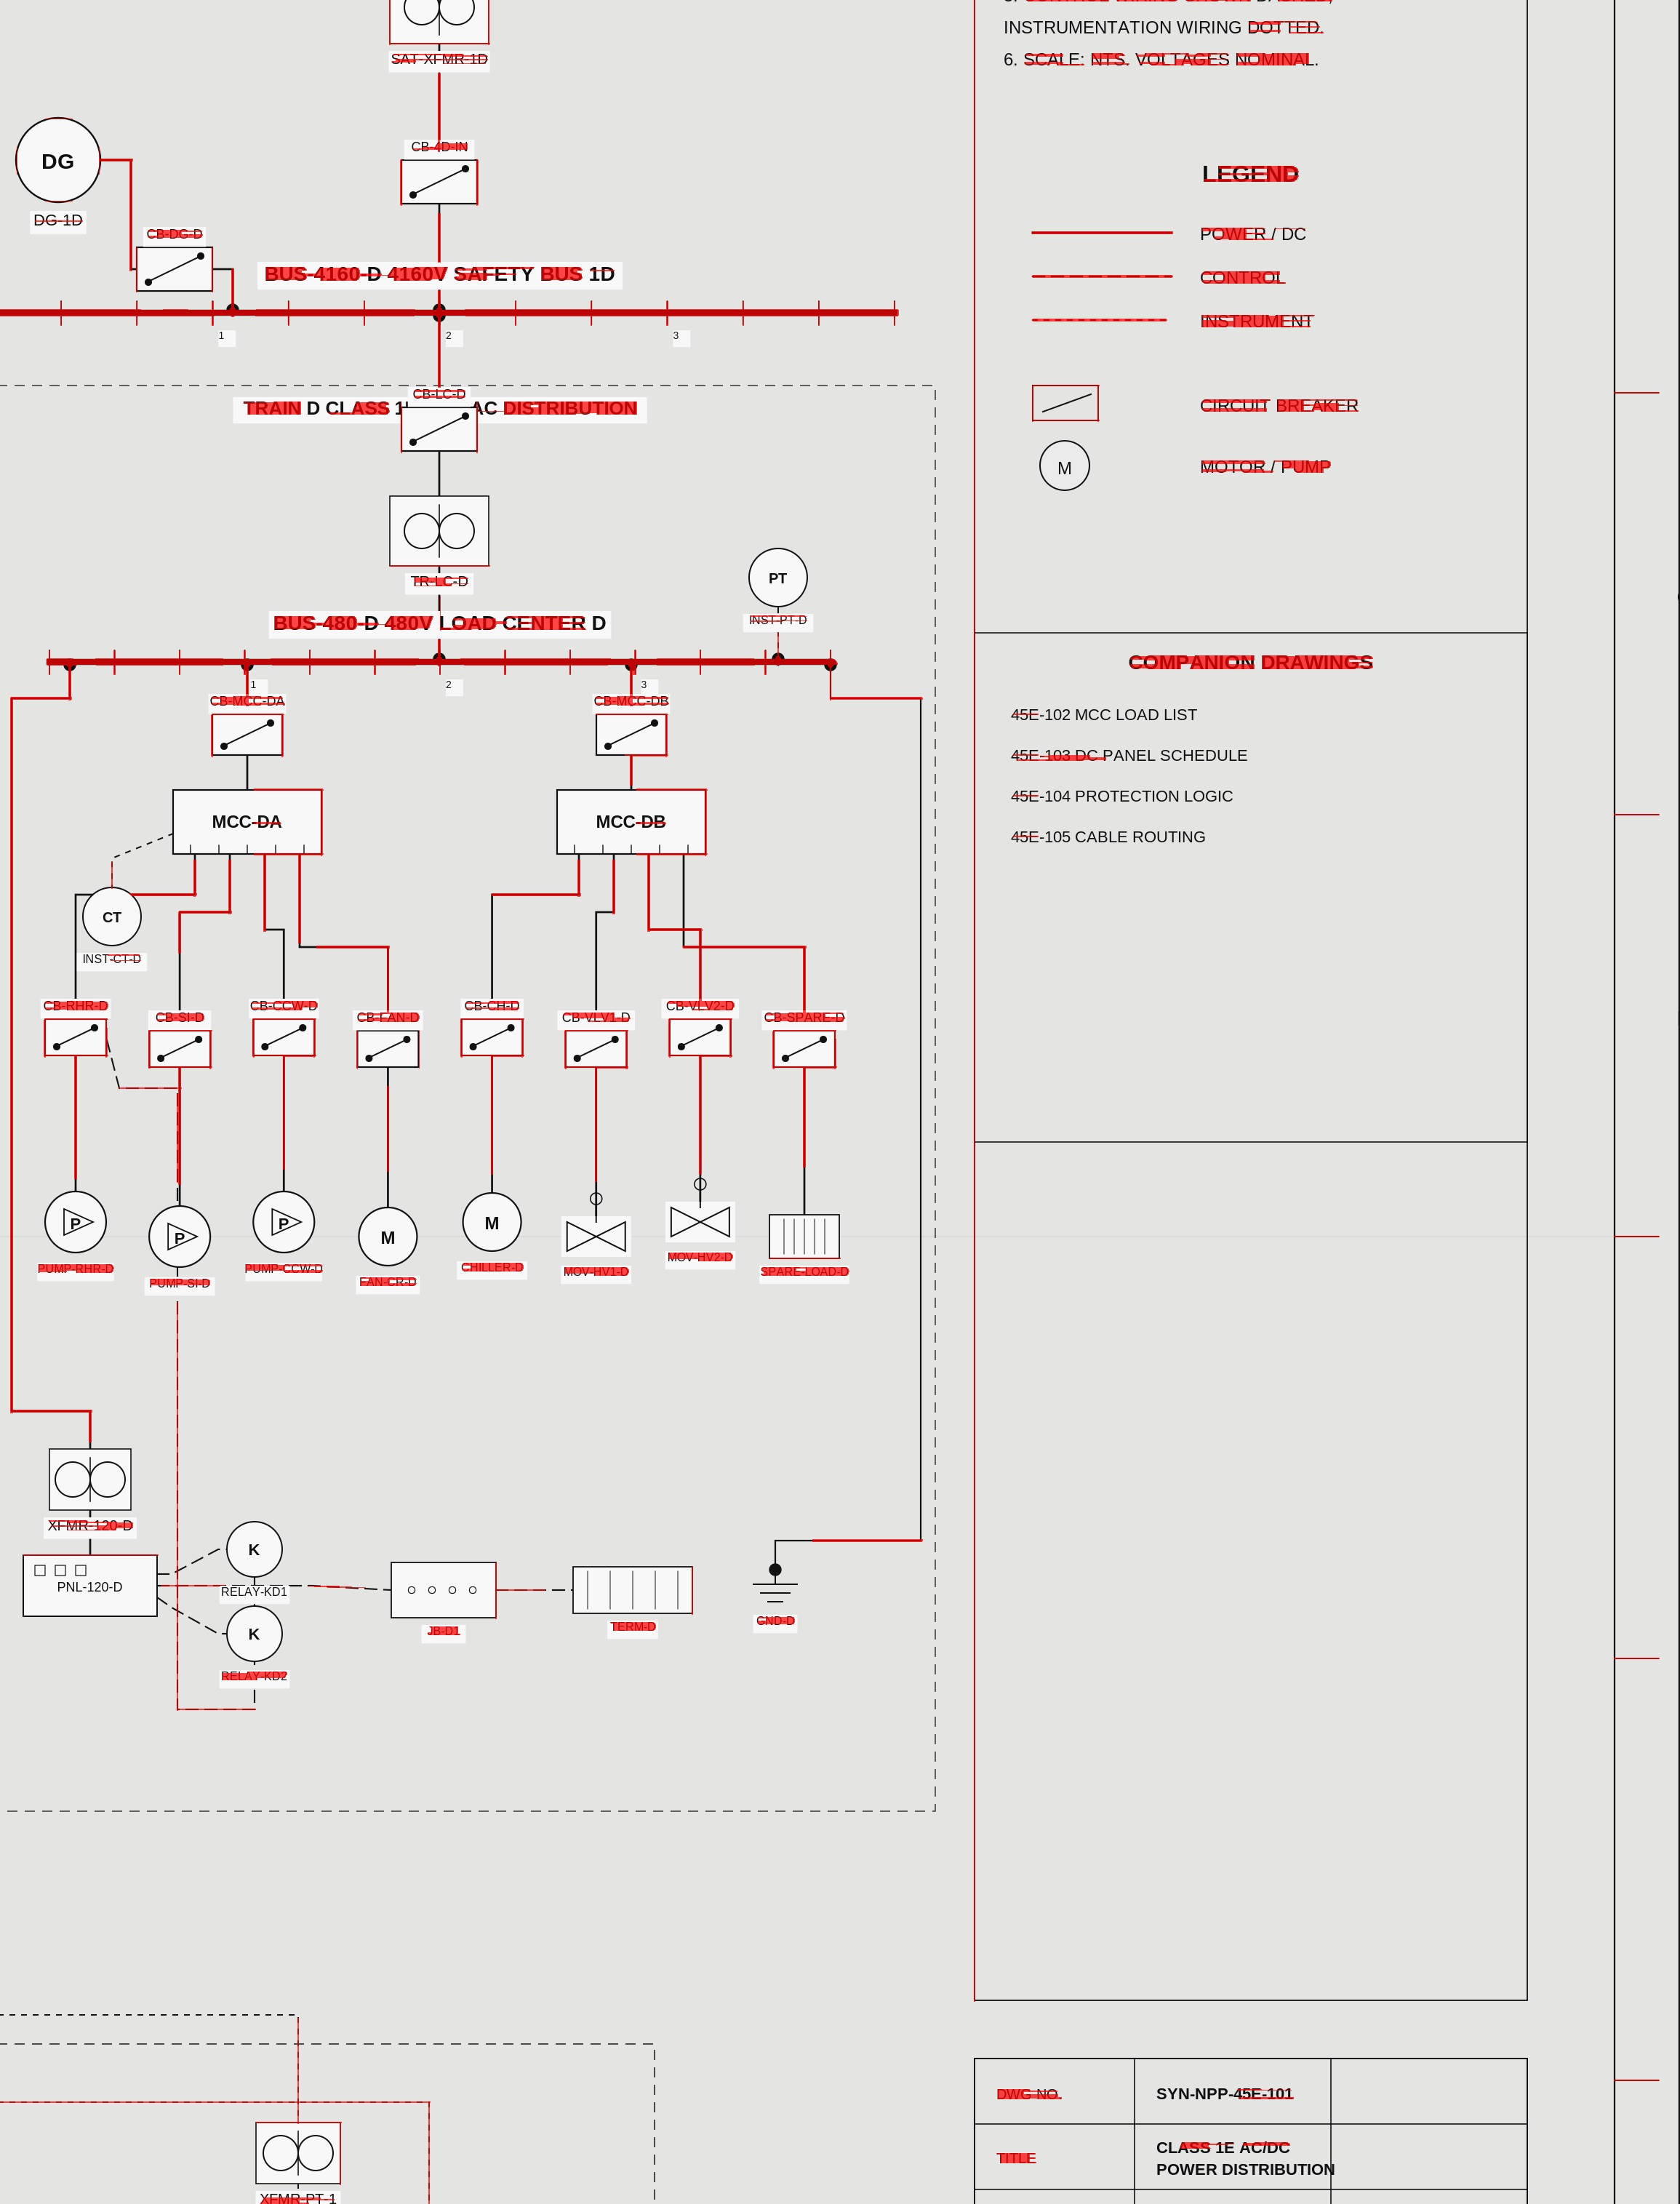 INSTRUMENTATION WIRING DOTTED.
6. SCALE: NTS. VOLTAGES NOMINAL.
SAT-XFMR-1D
CB-4D-IN
DG
DG-1D
CB-DG-D
BUS-4160-D 4160V SAFETY BUS 1D
1
2
3
LEGEND
POWER / DC
CONTROL
INSTRUMENT
CIRCUIT BREAKER
M
MOTOR / PUMP
CB-LC-D
TRAIN D CLASS AC DISTRIBUTION
TR-LC-D
PT
INST-PT-D
BUS-480-D 480V LOAD CENTER D
1
2
3
CB-MCC-DA
CB-MCC-DB
MCC-DA
MCC-DB
CT
INST-CT-D
CB-RHR-D
CB-SI-D
CB-CCW-D
CB-FAN-D
CB-CH-D
CB-VLV1-D
CB-VLV2-D
CB-SPARE-D
P
P
P
M
M
PUMP-RHR-D
PUMP-SI-D
PUMP-CCW-D
FAN-CR-D
CHILLER-D
MOV-HV1-D
MOV-HV2-D
SPARE-LOAD-D
XFMR-120-D
PNL-120-D
K
RELAY-KD1
K
RELAY-KD2
JB-D1
TERM-D
GND-D
COMPANION DRAWINGS
45E-102 MCC LOAD LIST
45E-103 DC PANEL SCHEDULE
45E-104 PROTECTION LOGIC
45E-105 CABLE ROUTING
XFMR-PT-1
DWG NO.
SYN-NPP-45E-101
TITLE
CLASS 1E AC/DC
POWER DISTRIBUTION